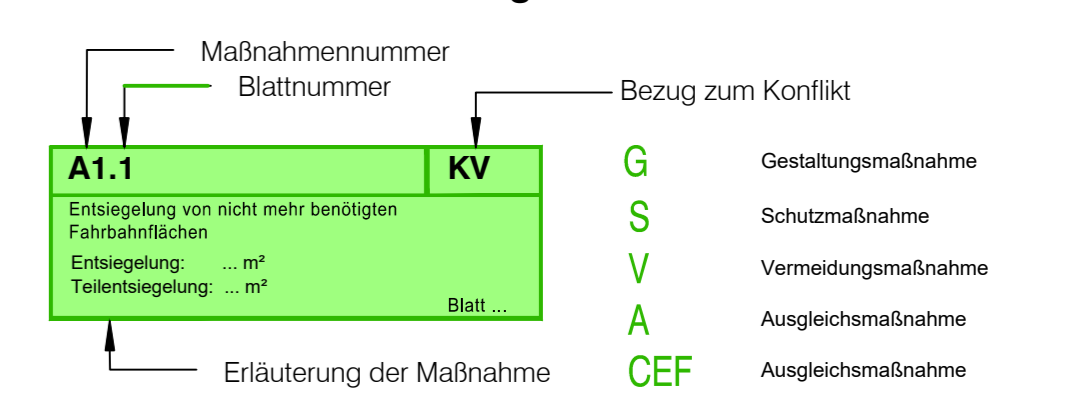 Maßnahmennummer
Blattnummer
Bezug zum Konflikt
A1.1 KV
Entsiegelung von nicht mehr benötigten
Fahrbahnflächen
Entsiegelung: ... m²
Teilentsiegelung: ... m²
Blatt ...
Erläuterung der Maßnahme
G Gestaltungsmaßnahme
S Schutzmaßnahme
V Vermeidungsmaßnahme
A Ausgleichsmaßnahme
CEF Ausgleichsmaßnahme